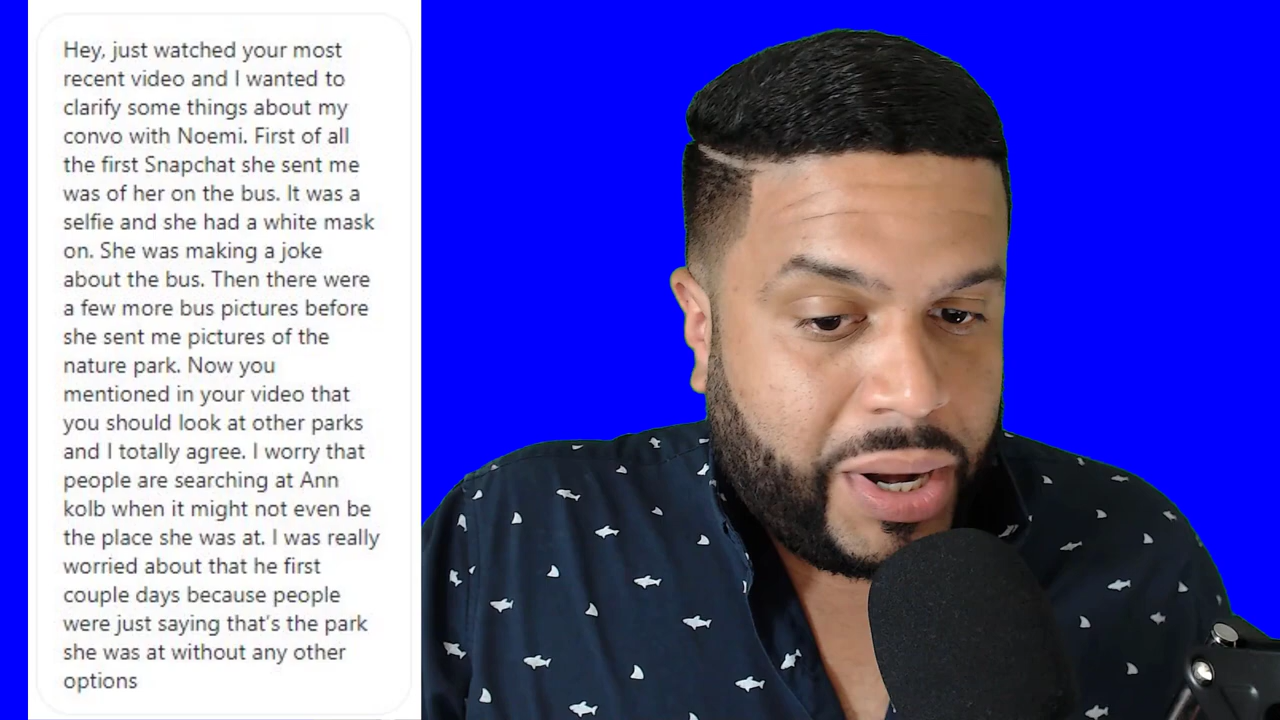 Hey, just watched your most
recent video and I wanted to
clarify some things about my
convo with Noemi. First of all
the first Snapchat she sent me
was of her on the bus. It was a
selfie and she had a white mask
on. She was making a joke
about the bus. Then there were
a few more bus pictures before
she sent me pictures of the
nature park. Now you
mentioned in your video that
you should look at other parks
and I totally agree. I worry that
people are searching at Ann
kolb when it might not even be
the place she was at. I was really
worried about that he first
couple days because people
were just saying that's the park
she was at without any other
options